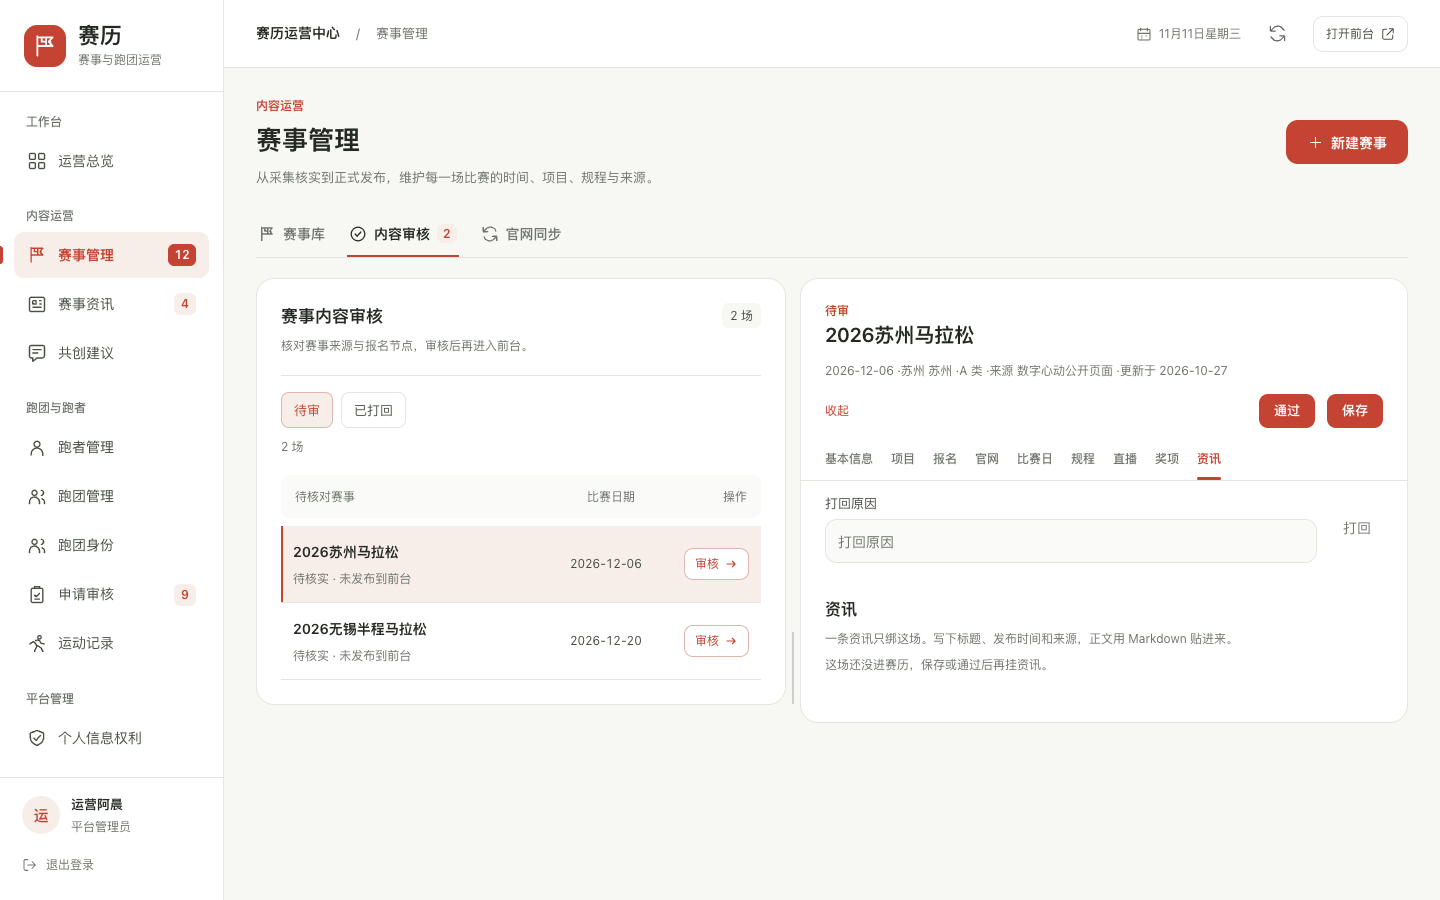 赛历
赛事与跑团运营
工作台
运营总览
内容运营
赛事管理 12
赛事资讯 4
共创建议
跑团与跑者
跑者管理
跑团管理
跑团身份
申请审核 9
运动记录
平台管理
个人信息权利
运 运营阿晨
平台管理员
退出登录
赛历运营中心 / 赛事管理
11月11日星期三
打开前台
内容运营
赛事管理
从采集核实到正式发布，维护每一场比赛的时间、项目、规程与来源。
新建赛事
赛事库 内容审核 2 官网同步
赛事内容审核 2 场
核对赛事来源与报名节点，审核后再进入前台。
待审 已打回
2 场
待核对赛事 比赛日期 操作
2026苏州马拉松
待核实 · 未发布到前台
2026-12-06 审核 →
2026无锡半程马拉松
待核实 · 未发布到前台
2026-12-20 审核 →
待审
2026苏州马拉松
2026-12-06 ·苏州 苏州 ·A 类 ·来源 数字心动公开页面 ·更新于 2026-10-27
收起 通过 保存
基本信息 项目 报名 官网 比赛日 规程 直播 奖项 资讯
打回原因
打回原因 打回
资讯
一条资讯只绑这场。写下标题、发布时间和来源，正文用 Markdown 贴进来。
这场还没进赛历，保存或通过后再挂资讯。